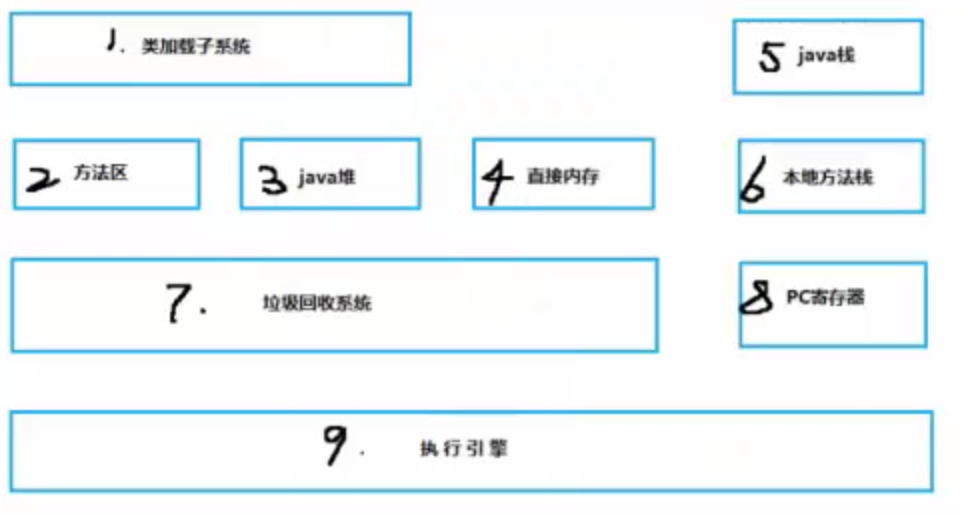 1. 类加载子系统
5 java栈
2 方法区
3 java堆
4 直接内存
6 本地方法栈
7. 垃圾回收系统
8 PC寄存器
9. 执行引擎